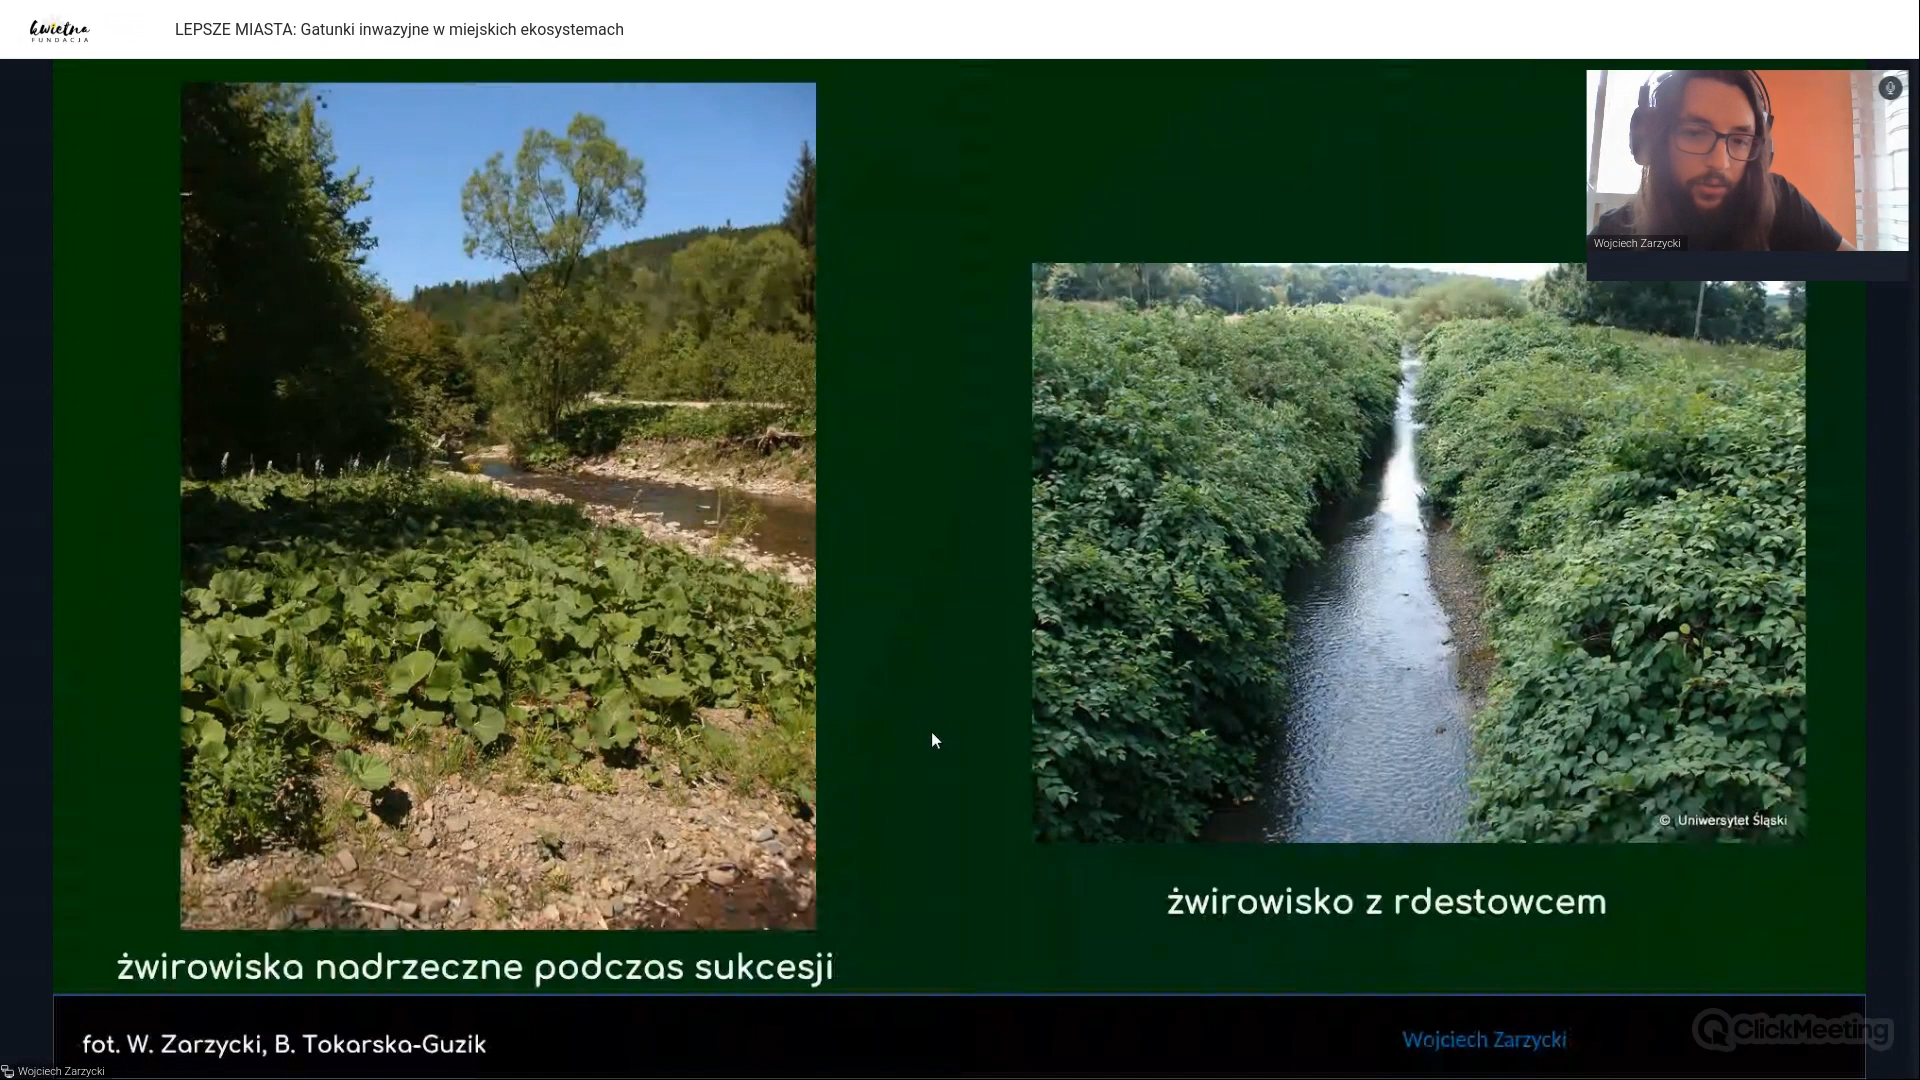 kwietna
FUNDACJA
LEPSZE MIASTA: Gatunki inwazyjne w miejskich ekosystemach
Wojciech Zarzycki
© Uniwersytet Śląski
żwirowisko z rdestowcem
żwirowiska nadrzeczne podczas sukcesji
fot. W. Zarzycki, B. Tokarska-Guzik
Wojciech Zarzycki
ClickMeeting
Wojciech Zarzycki